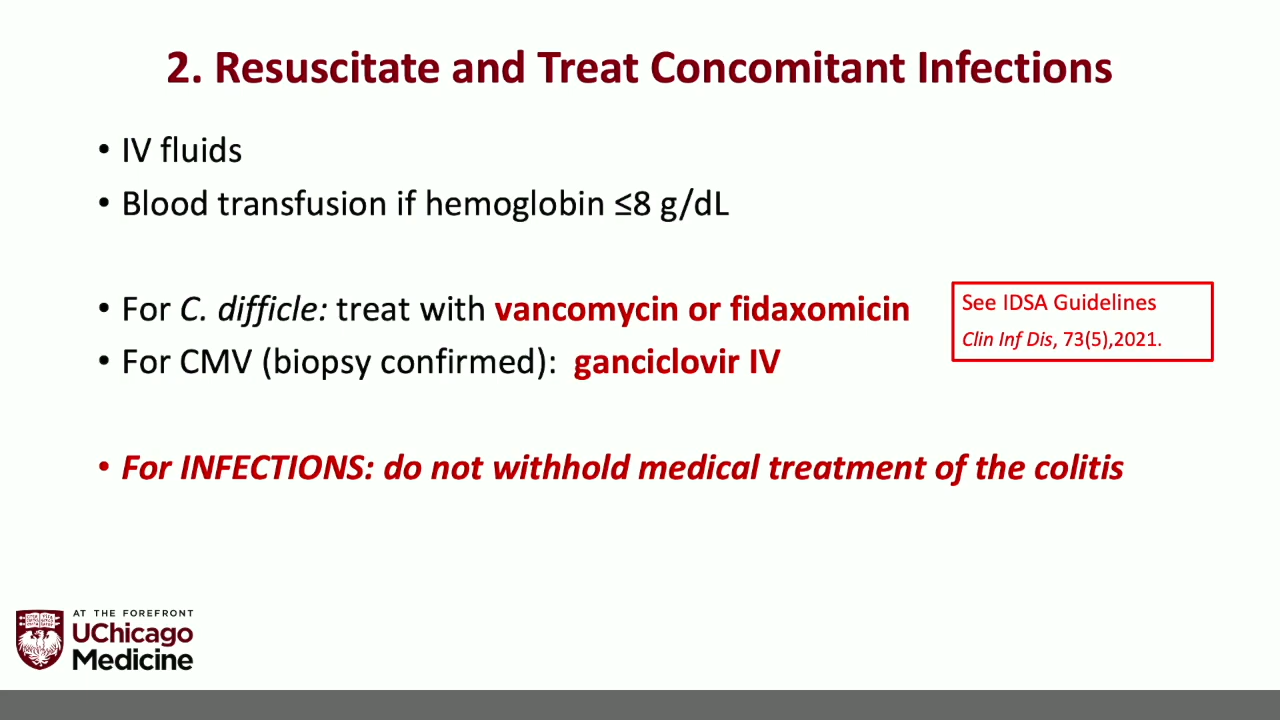 2. Resuscitate and Treat Concomitant Infections
• IV fluids
• Blood transfusion if hemoglobin ≤8 g/dL
• For C. difficle: treat with vancomycin or fidaxomicin
• For CMV (biopsy confirmed): ganciclovir IV
See IDSA Guidelines
Clin Inf Dis, 73(5),2021.
• For INFECTIONS: do not withhold medical treatment of the colitis
AT THE FOREFRONT
UChicago
Medicine